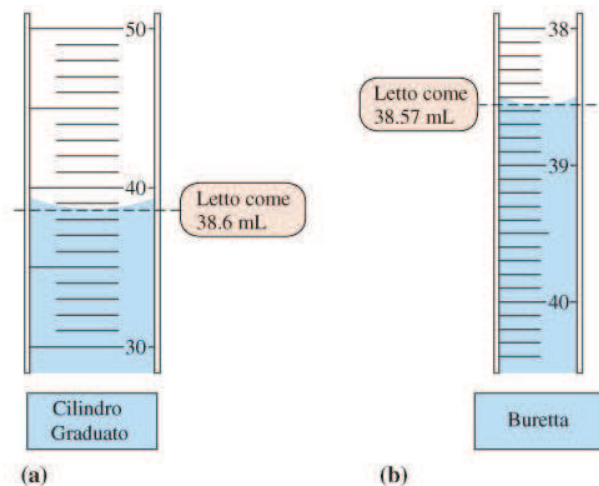 50
40
30
Letto come
38.6 mL
Cilindro
Graduato
(a)
38
39
40
Letto come
38.57 mL
Buretta
(b)